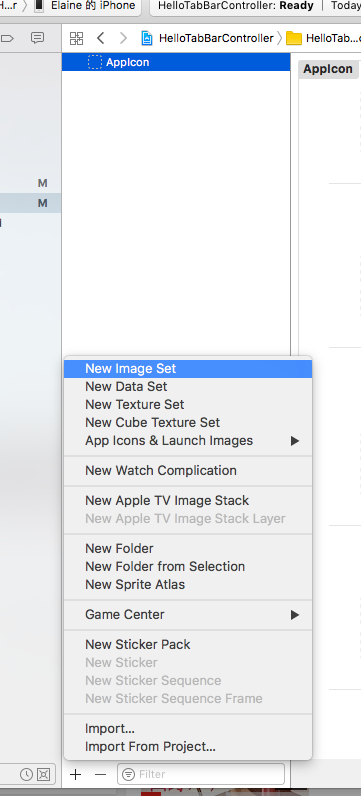 Elaine 的 iPhone
HelloTabBarController: Ready
Today
HelloTabBarController
AppIcon
AppIcon
M
M
New Image Set
New Data Set
New Texture Set
New Cube Texture Set
App Icons & Launch Images
New Watch Complication
New Apple TV Image Stack
New Apple TV Image Stack Layer
New Folder
New Folder from Selection
New Sprite Atlas
Game Center
New Sticker Pack
New Sticker
New Sticker Sequence
New Sticker Sequence Frame
Import...
Import From Project...
Filter